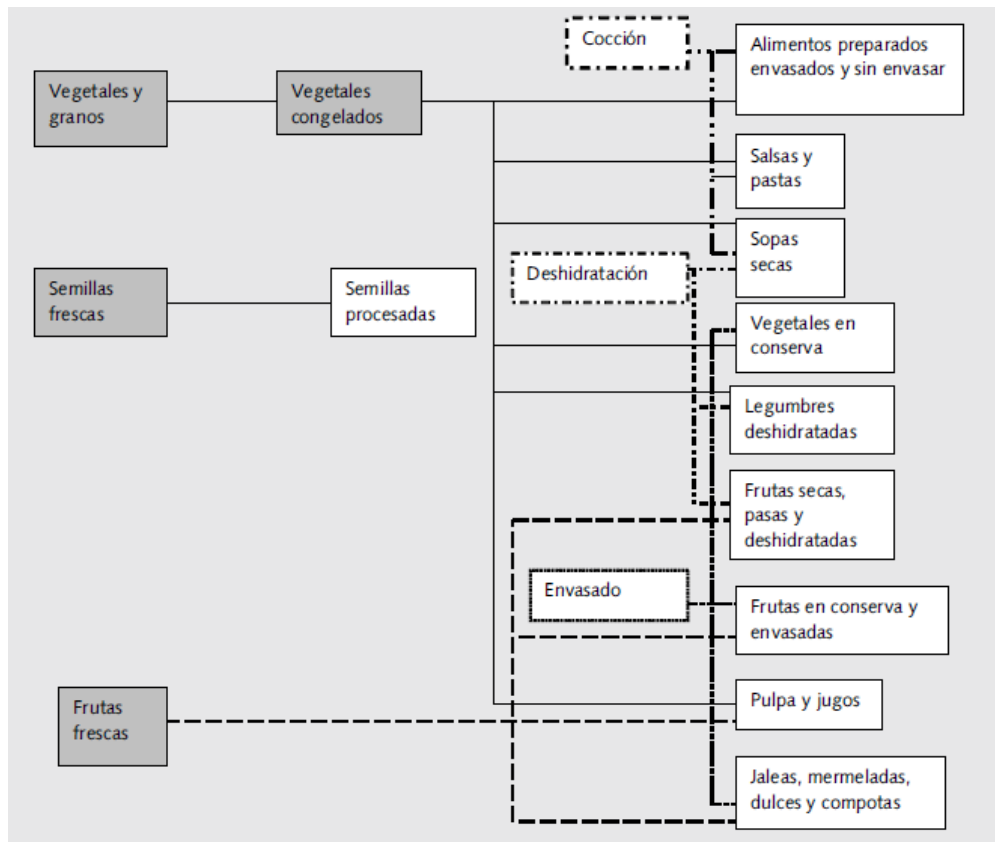 Cocción
Alimentos preparados
envasados y sin envasar
Vegetales y
granos
Vegetales
congelados
Salsas y
pastas
Sopas
secas
Deshidratación
Semillas
frescas
Semillas
procesadas
Vegetales en
conserva
Legumbres
deshidratadas
Frutas secas,
pasas y
deshidratadas
Envasado
Frutas en conserva y
envasadas
Frutas
frescas
Pulpa y jugos
Jaleas, mermeladas,
dulces y compotas